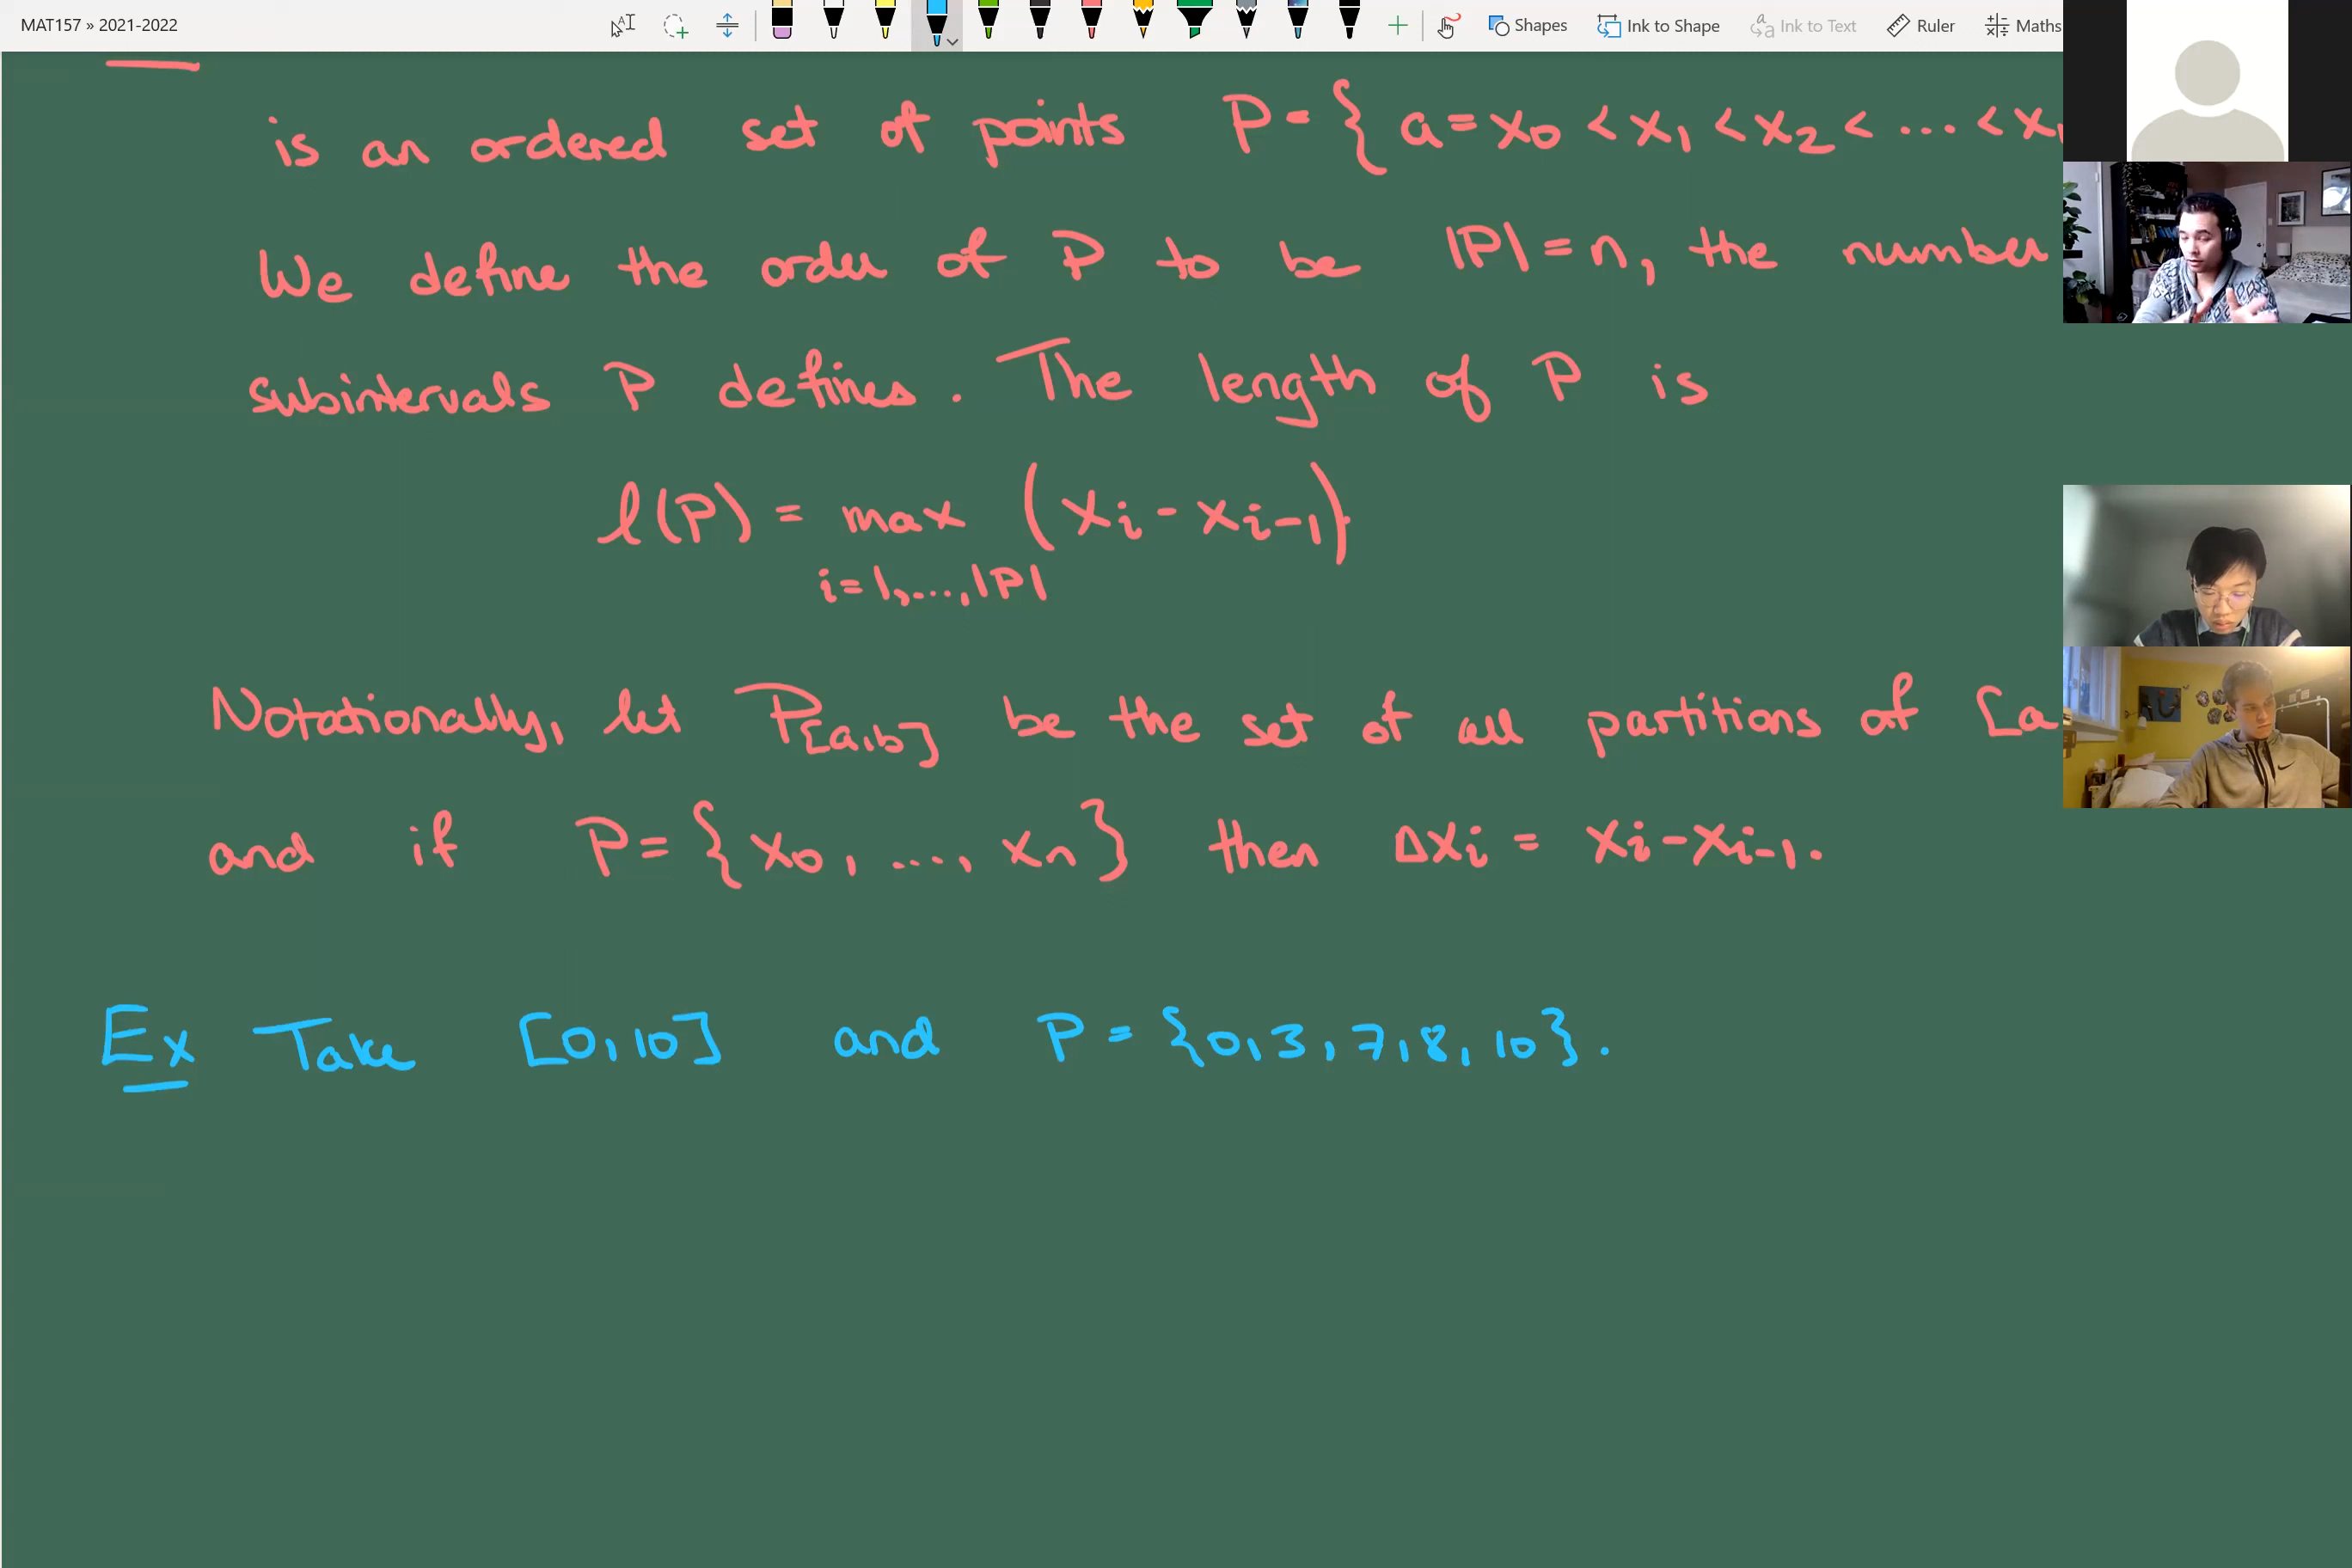 MAT157 » 2021-2022
Shapes Ink to Shape Ink to Text Ruler Maths
is an ordered set of points P = { a = x₀ < x₁ < x₂ < ... < x
We define the order of P to be |P| = n, the number
subintervals P defines. The length of P is
l(P) = max (xᵢ - xᵢ₋₁)
i=1,...,|P|
Notationally, let P[a,b] be the set of all partitions of [a
and if P = {x₀, ..., xₙ} then Δxᵢ = xᵢ - xᵢ₋₁.
Ex Take [0,10] and P = {0,3,7,8,10}.